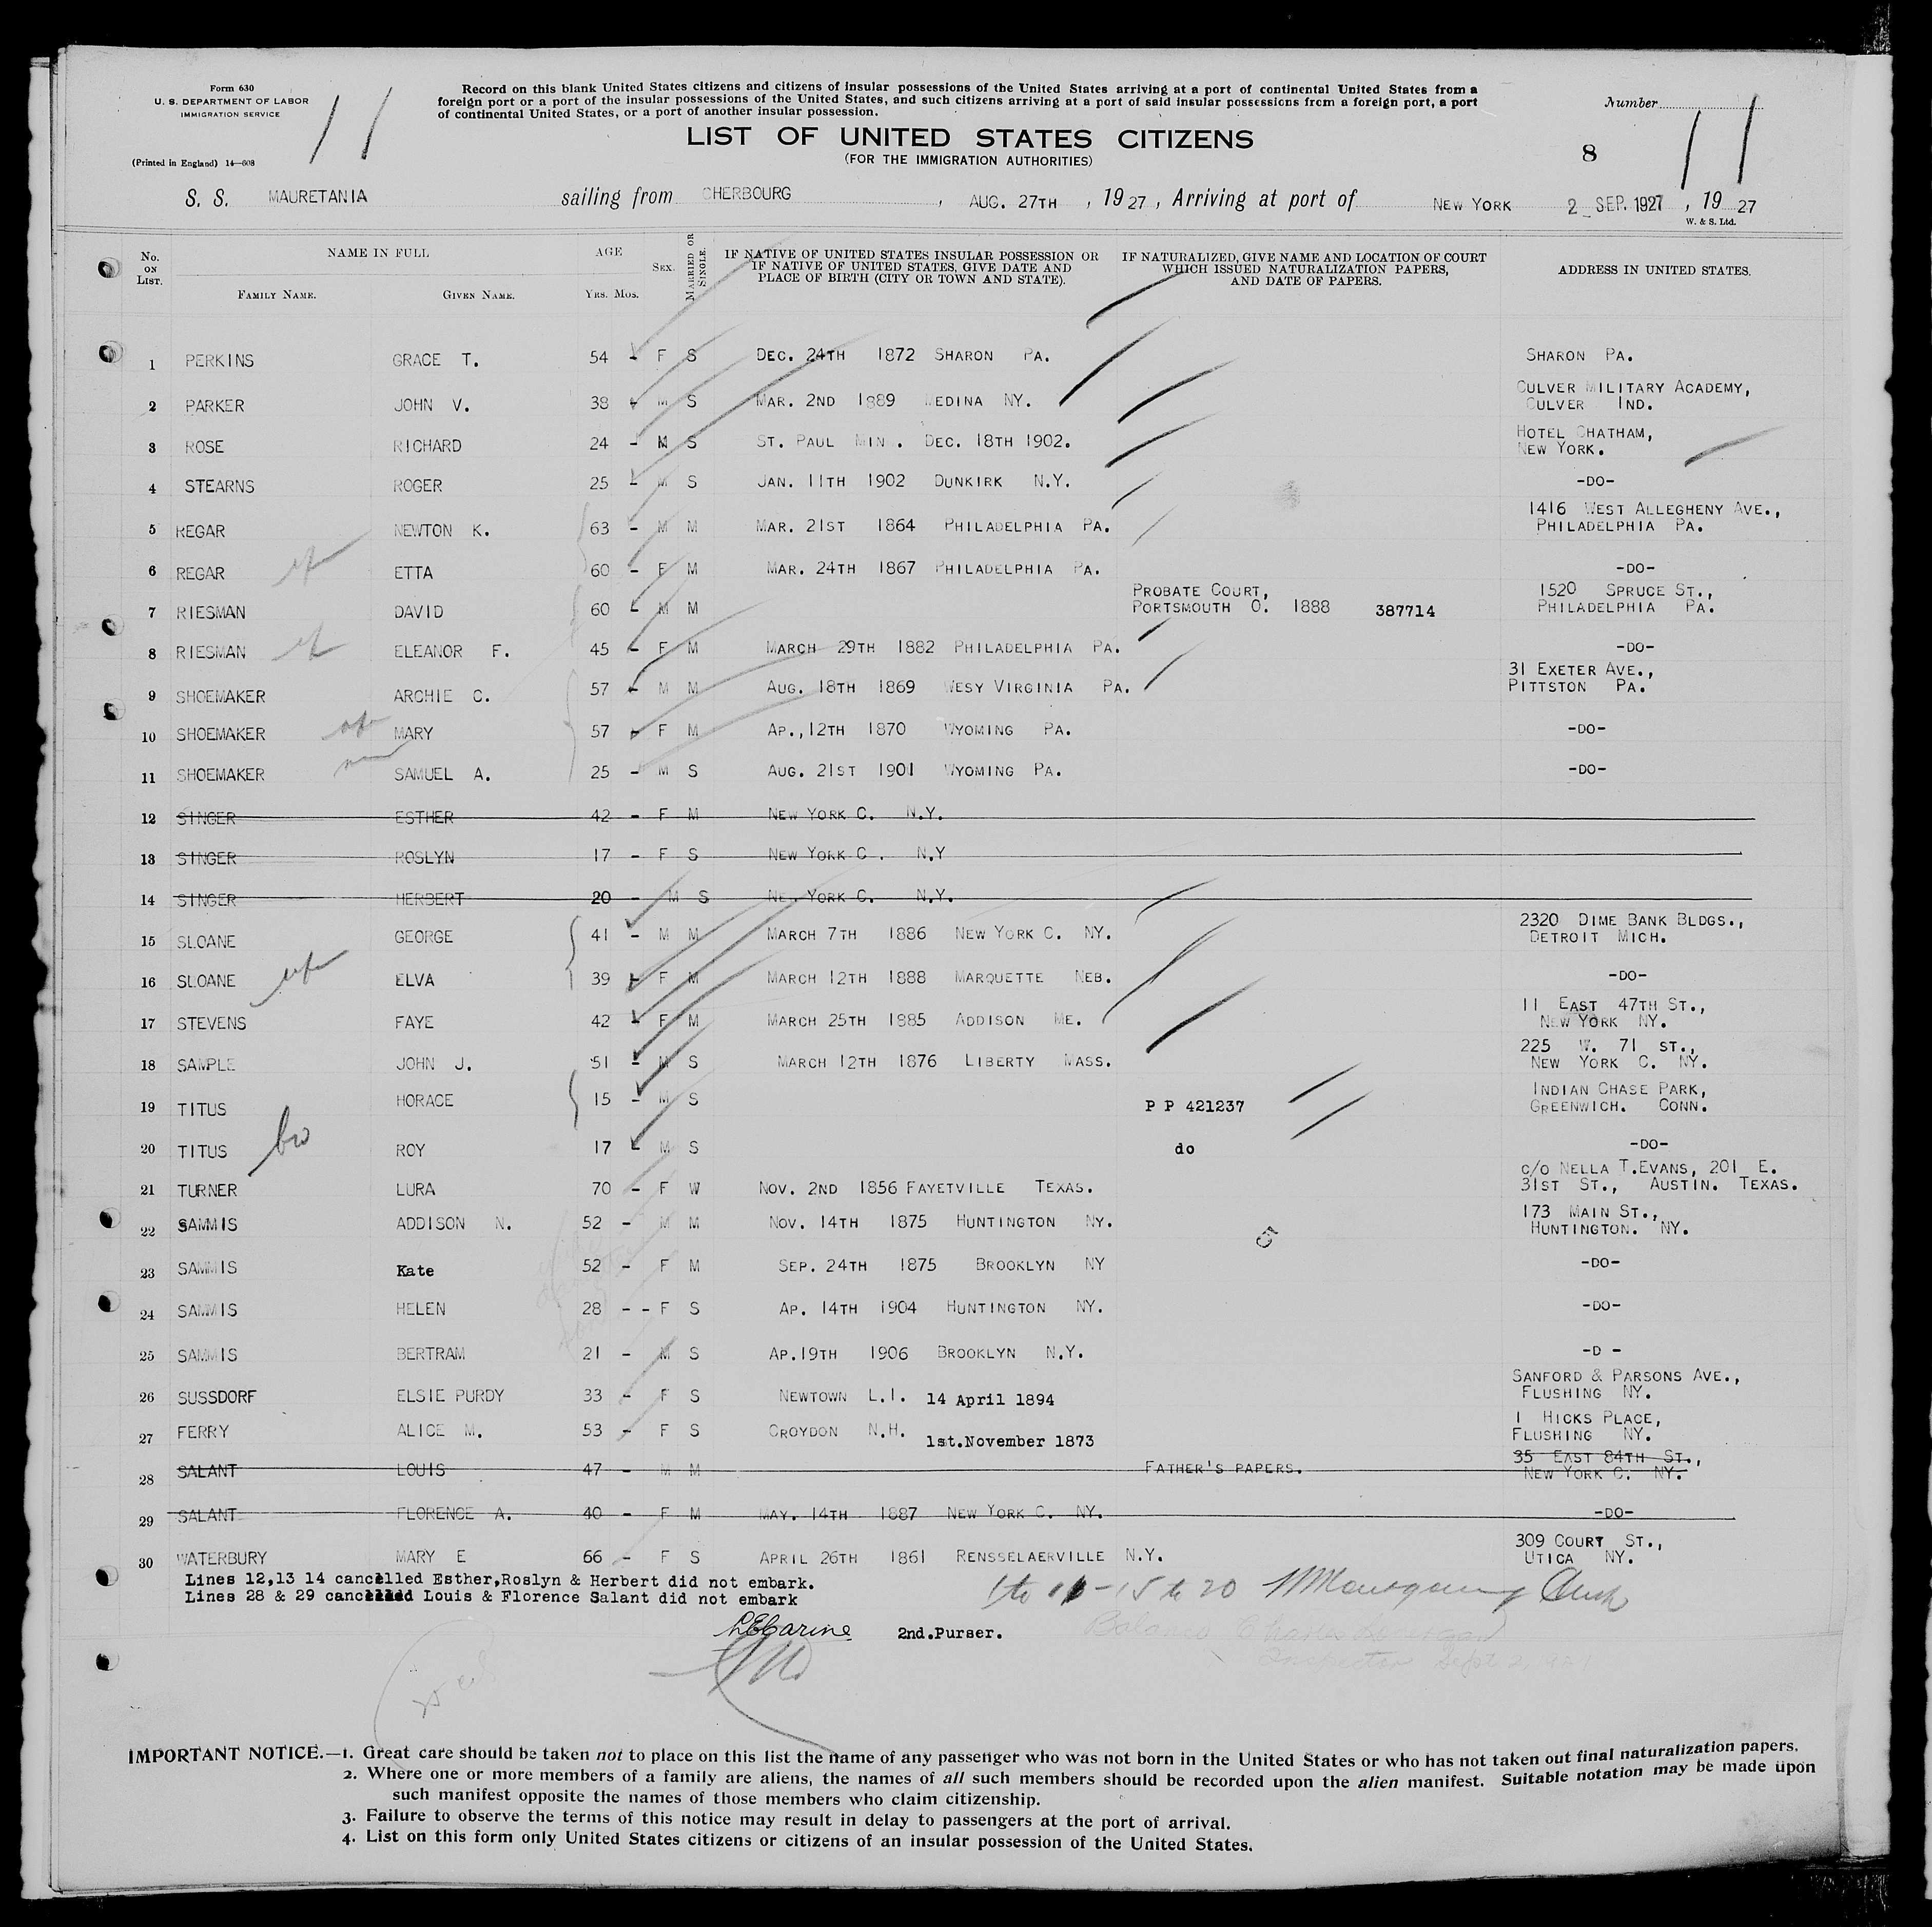 Form 630
U. S. DEPARTMENT OF LABOR
IMMIGRATION SERVICE
(Printed in England) 14—608
11
Record on this blank United States citizens and citizens of insular possessions of the United States arriving at a port of continental United States from a
foreign port or a port of the insular possessions of the United States, and such citizens arriving at a port of said insular possessions from a foreign port, a port
of continental United States, or a port of another insular possession.
LIST OF UNITED STATES CITIZENS
(FOR THE IMMIGRATION AUTHORITIES)
Number
8
11
S. S. MAURETANIA sailing from CHERBOURG, AUG. 27TH, 1927, Arriving at port of NEW YORK 2 SEP. 1927, 1927
W. & S. Ltd.
No. ON LIST. NAME IN FULL AGE SEX. MARRIED OR SINGLE. IF NATIVE OF UNITED STATES INSULAR POSSESSION OR IF NATIVE OF UNITED STATES, GIVE DATE AND PLACE OF BIRTH (CITY OR TOWN AND STATE). IF NATURALIZED, GIVE NAME AND LOCATION OF COURT WHICH ISSUED NATURALIZATION PAPERS, AND DATE OF PAPERS. ADDRESS IN UNITED STATES.
FAMILY NAME. GIVEN NAME. YRS. MOS.
1 PERKINS GRACE T. 54 - F S DEC. 24TH 1872 SHARON PA. SHARON PA.
2 PARKER JOHN V. 38 - M S MAR. 2ND 1889 MEDINA NY. CULVER MILITARY ACADEMY, CULVER IND.
3 ROSE RICHARD 24 - M S ST. PAUL MIN. DEC. 18TH 1902. HOTEL CHATHAM, NEW YORK.
4 STEARNS ROGER 25 - M S JAN. 11TH 1902 DUNKIRK N.Y. -DO-
5 REGAR NEWTON K. 63 - M M MAR. 21ST 1864 PHILADELPHIA PA. 1416 WEST ALLEGHENY AVE., PHILADELPHIA PA.
6 REGAR ETTA 60 - F M MAR. 24TH 1867 PHILADELPHIA PA. -DO-
7 RIESMAN DAVID 60 - M M PROBATE COURT, PORTSMOUTH O. 1888 387714 1520 SPRUCE ST., PHILADELPHIA PA.
8 RIESMAN ELEANOR F. 45 - F M MARCH 29TH 1882 PHILADELPHIA PA. -DO-
9 SHOEMAKER ARCHIE C. 57 - M M AUG. 18TH 1869 WESY VIRGINIA PA. 31 EXETER AVE., PITTSTON PA.
10 SHOEMAKER MARY 57 - F M AP., 12TH 1870 WYOMING PA. -DO-
11 SHOEMAKER SAMUEL A. 25 - M S AUG. 21ST 1901 WYOMING PA. -DO-
12 SINGER ESTHER 42 - F M NEW YORK C. N.Y.
13 SINGER ROSLYN 17 - F S NEW YORK C. N.Y
14 SINGER HERBERT 20 - M S NEW YORK C. N.Y.
15 SLOANE GEORGE 41 - M M MARCH 7TH 1886 NEW YORK C. NY. 2320 DIME BANK BLDGS., DETROIT MICH.
16 SLOANE ELVA 39 - F M MARCH 12TH 1888 MARQUETTE NEB. -DO-
17 STEVENS FAYE 42 - F M MARCH 25TH 1885 ADDISON ME. 11 EAST 47TH ST., NEW YORK NY.
18 SAMPLE JOHN J. 51 - M S MARCH 12TH 1876 LIBERTY MASS. 225 W. 71 ST., NEW YORK C. NY.
19 TITUS HORACE 15 - M S P P 421237 INDIAN CHASE PARK, GREENWICH. CONN.
20 TITUS bro ROY 17 - M S do -DO-
21 TURNER LURA 70 - F W NOV. 2ND 1856 FAYETVILLE TEXAS. C/O NELLA T.EVANS, 201 E. 31ST ST., AUSTIN. TEXAS.
22 SAMMIS ADDISON N. 52 - M M NOV. 14TH 1875 HUNTINGTON NY. 173 MAIN ST., HUNTINGTON. NY.
23 SAMMIS Kate 52 - F M SEP. 24TH 1875 BROOKLYN NY -DO-
24 SAMMIS HELEN 28 - - F S AP. 14TH 1904 HUNTINGTON NY. -DO-
25 SAMMIS BERTRAM 21 - M S AP.19TH 1906 BROOKLYN N.Y. -D -
26 SUSSDORF ELSIE PURDY 33 - F S NEWTOWN L.I. 14 April 1894 SANFORD & PARSONS AVE., FLUSHING NY.
27 FERRY ALICE M. 53 - F S CROYDON N.H. 1st.November 1873 1 HICKS PLACE, FLUSHING NY.
28 SALANT LOUIS 47 - M M FATHER'S PAPERS. 35 EAST 84TH ST., NEW YORK C. NY.
29 SALANT FLORENCE A. 40 - F M MAY. 14TH 1887 NEW YORK C. NY. -DO-
30 WATERBURY MARY E 66 - F S APRIL 26TH 1861 RENSSELAERVILLE N.Y. 309 COURT ST., UTICA NY.
Lines 12,13 14 cancelled Esther,Roslyn & Herbert did not embark.
Lines 28 & 29 cancelled Louis & Florence Salant did not embark
1 to 11 - 15 to 20
2nd.Purser.
IMPORTANT NOTICE.—1. Great care should be taken not to place on this list the name of any passenger who was not born in the United States or who has not taken out final naturalization papers.
2. Where one or more members of a family are aliens, the names of all such members should be recorded upon the alien manifest. Suitable notation may be made upon
such manifest opposite the names of those members who claim citizenship.
3. Failure to observe the terms of this notice may result in delay to passengers at the port of arrival.
4. List on this form only United States citizens or citizens of an insular possession of the United States.